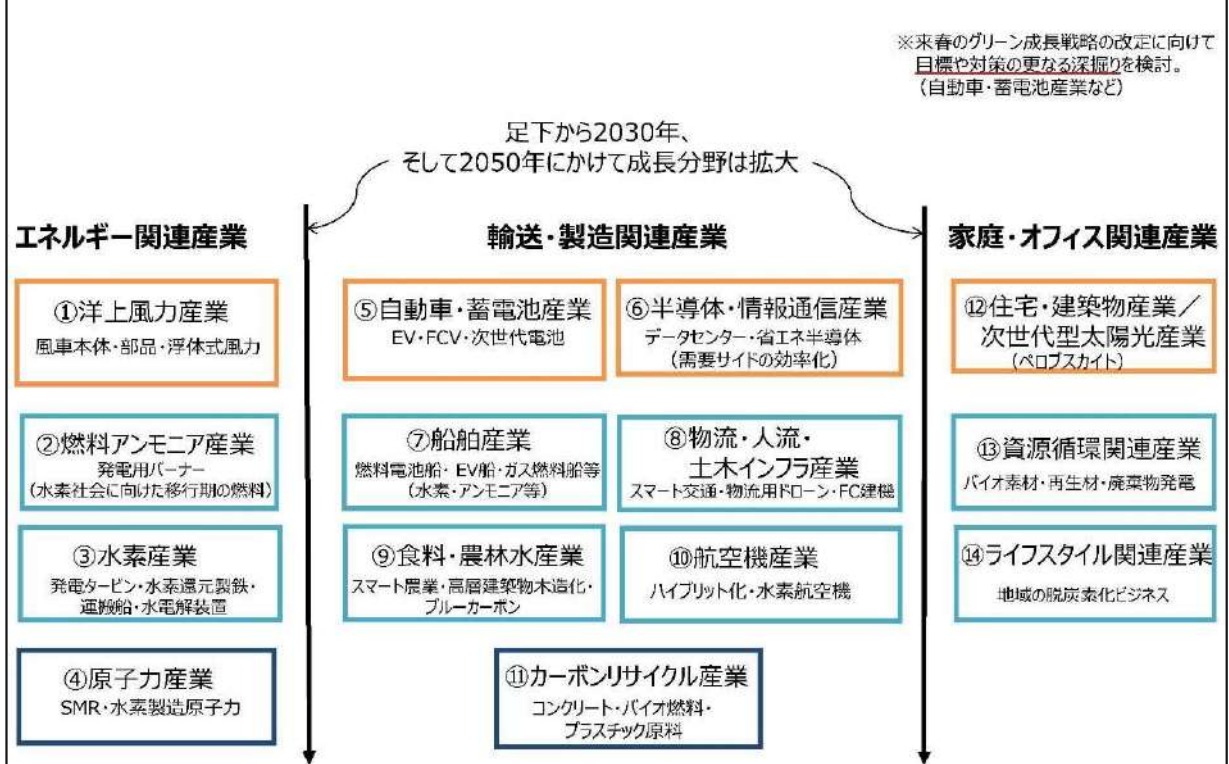 ※来春のグリーン成長戦略の改定に向けて
目標や対策の更なる深掘りを検討。
（自動車・蓄電池産業など）
足下から2030年、
そして2050年にかけて成長分野は拡大
エネルギー関連産業
輸送・製造関連産業
家庭・オフィス関連産業
①洋上風力産業
風車本体・部品・浮体式風力
⑤自動車・蓄電池産業
EV・FCV・次世代電池
⑥半導体・情報通信産業
データセンター・省エネ半導体
（需要サイドの効率化）
⑫住宅・建築物産業／
次世代型太陽光産業
（ペロブスカイト）
②燃料アンモニア産業
発電用バーナー
（水素社会に向けた移行期の燃料）
⑦船舶産業
燃料電池船・EV船・ガス燃料船等
（水素・アンモニア等）
⑧物流・人流・
土木インフラ産業
スマート交通・物流用ドローン・FC建機
⑬資源循環関連産業
バイオ素材・再生材・廃棄物発電
③水素産業
発電タービン・水素還元製鉄・
運搬船・水電解装置
⑨食料・農林水産業
スマート農業・高層建築物木造化・
ブルーカーボン
⑩航空機産業
ハイブリット化・水素航空機
⑭ライフスタイル関連産業
地域の脱炭素化ビジネス
④原子力産業
SMR・水素製造原子力
⑪カーボンリサイクル産業
コンクリート・バイオ燃料・
プラスチック原料